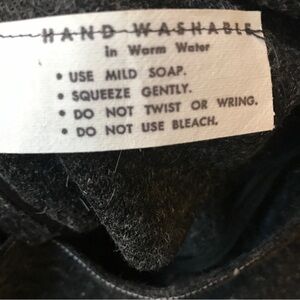 HAND WASHABLE
in Warm Water
• USE MILD SOAP.
• SQUEEZE GENTLY.
• DO NOT TWIST OR WRING.
• DO NOT USE BLEACH.